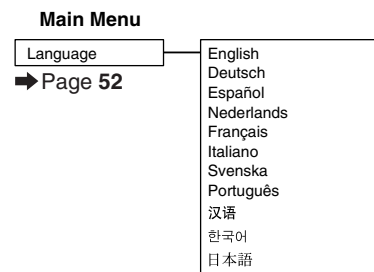 Main Menu
Language
➡Page 52
English
Deutsch
Español
Nederlands
Français
Italiano
Svenska
Português
汉语
한국어
日本語